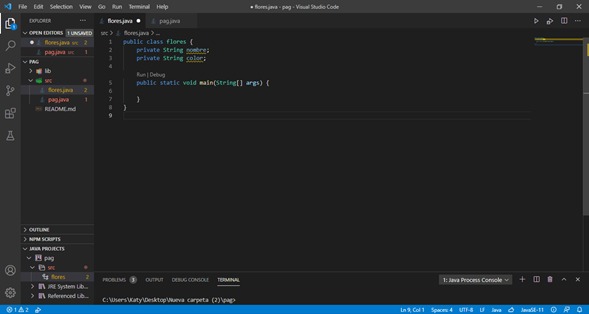 File Edit Selection View Go Run Terminal Help
● flores.java - pag - Visual Studio Code
EXPLORER ···
OPEN EDITORS 1 UNSAVED
flores.java src 2
pag.java src 1
PAG
lib
src
flores.java 2
pag.java 1
README.md
OUTLINE
NPM SCRIPTS
JAVA PROJECTS
pag
src
flores 2
JRE System Lib...
Referenced Lib...
flores.java ● pag.java
src > flores.java > ...
1 public class flores {
2 private String nombre;
3 private String color;
4
Run | Debug
5 public static void main(String[] args) {
6
7 }
8 }
9
PROBLEMS 3 OUTPUT DEBUG CONSOLE TERMINAL
1: Java Process Console
C:\Users\Katy\Desktop\Nueva carpeta (2)\pag>
1 2
Ln 9, Col 1 Spaces: 4 UTF-8 LF Java JavaSE-11